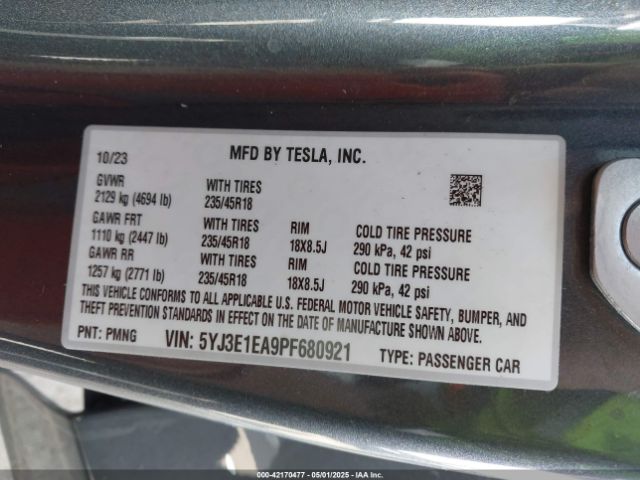 10/23 MFD BY TESLA, INC.
GVWR WITH TIRES
2129 kg (4694 lb) 235/45R18
GAWR FRT WITH TIRES RIM COLD TIRE PRESSURE
1110 kg (2447 lb) 235/45R18 18X8.5J 290 kPa, 42 psi
GAWR RR WITH TIRES RIM COLD TIRE PRESSURE
1257 kg (2771 lb) 235/45R18 18X8.5J 290 kPa, 42 psi
THIS VEHICLE CONFORMS TO ALL APPLICABLE U.S. FEDERAL MOTOR VEHICLE SAFETY, BUMPER, AND
THEFT PREVENTION STANDARDS IN EFFECT ON THE DATE OF MANUFACTURE SHOWN ABOVE.
PNT: PMNG VIN: 5YJ3E1EA9PF680921 TYPE: PASSENGER CAR
000-42170477 - 05/01/2025 - IAA Inc.